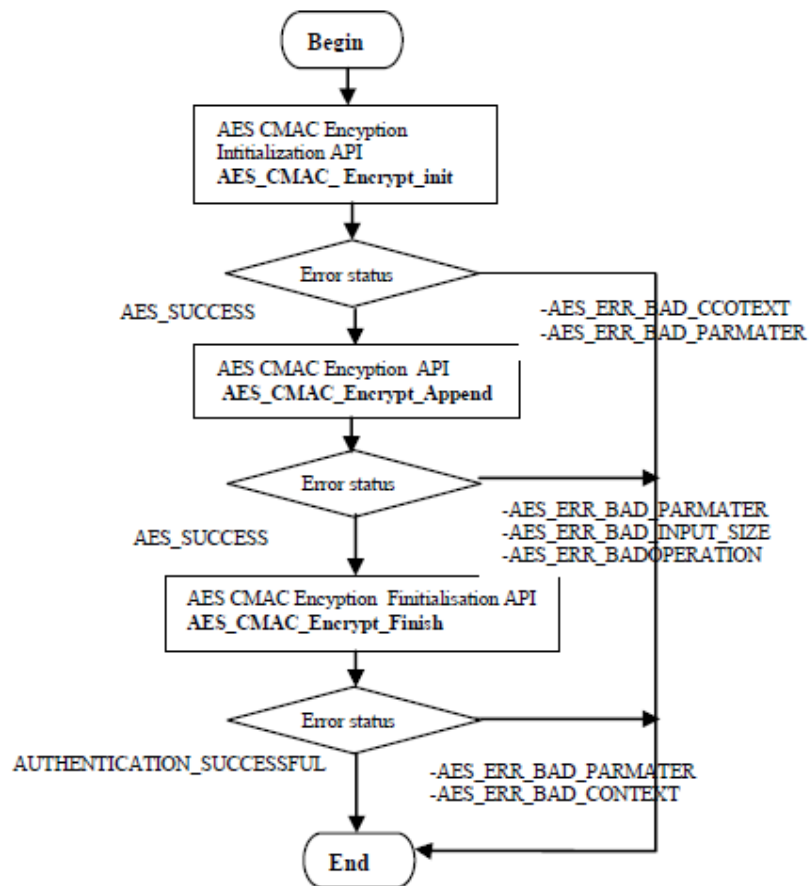 Begin
AES CMAC Encyption
Intitialization API
AES_CMAC_ Encrypt_init
Error status
AES_SUCCESS
-AES_ERR_BAD_CCOTEXT
-AES_ERR_BAD_PARMATER
AES CMAC Encyption API
AES_CMAC_Encrypt_Append
Error status
AES_SUCCESS
-AES_ERR_BAD_PARMATER
-AES_ERR_BAD_INPUT_SIZE
-AES_ERR_BADOPERATION
AES CMAC Encyption Finitialisation API
AES_CMAC_Encrypt_Finish
Error status
AUTHENTICATION_SUCCESSFUL
-AES_ERR_BAD_PARMATER
-AES_ERR_BAD_CONTEXT
End